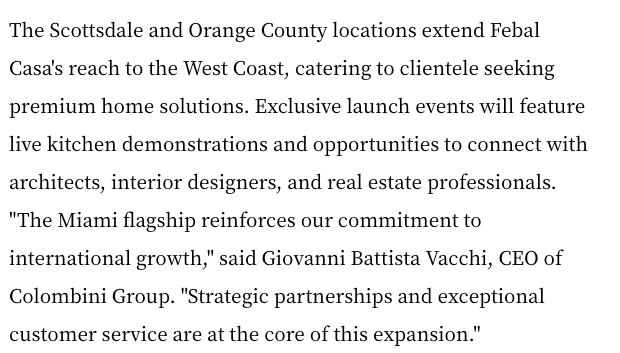 The Scottsdale and Orange County locations extend Febal
Casa's reach to the West Coast, catering to clientele seeking
premium home solutions. Exclusive launch events will feature
live kitchen demonstrations and opportunities to connect with
architects, interior designers, and real estate professionals.
"The Miami flagship reinforces our commitment to
international growth," said Giovanni Battista Vacchi, CEO of
Colombini Group. "Strategic partnerships and exceptional
customer service are at the core of this expansion."